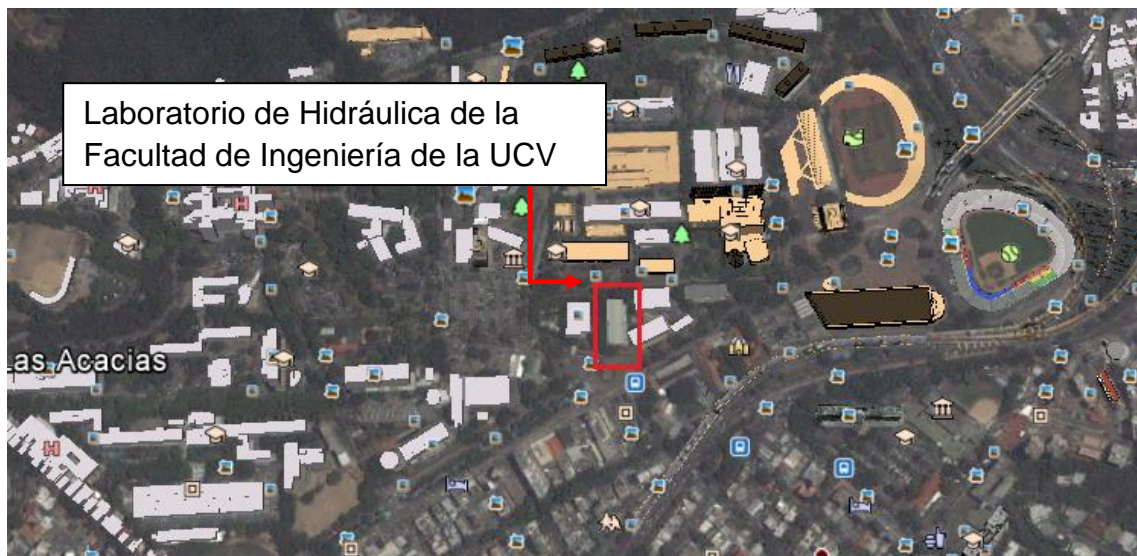 Laboratorio de Hidráulica de la
Facultad de Ingeniería de la UCV
Las Acacias